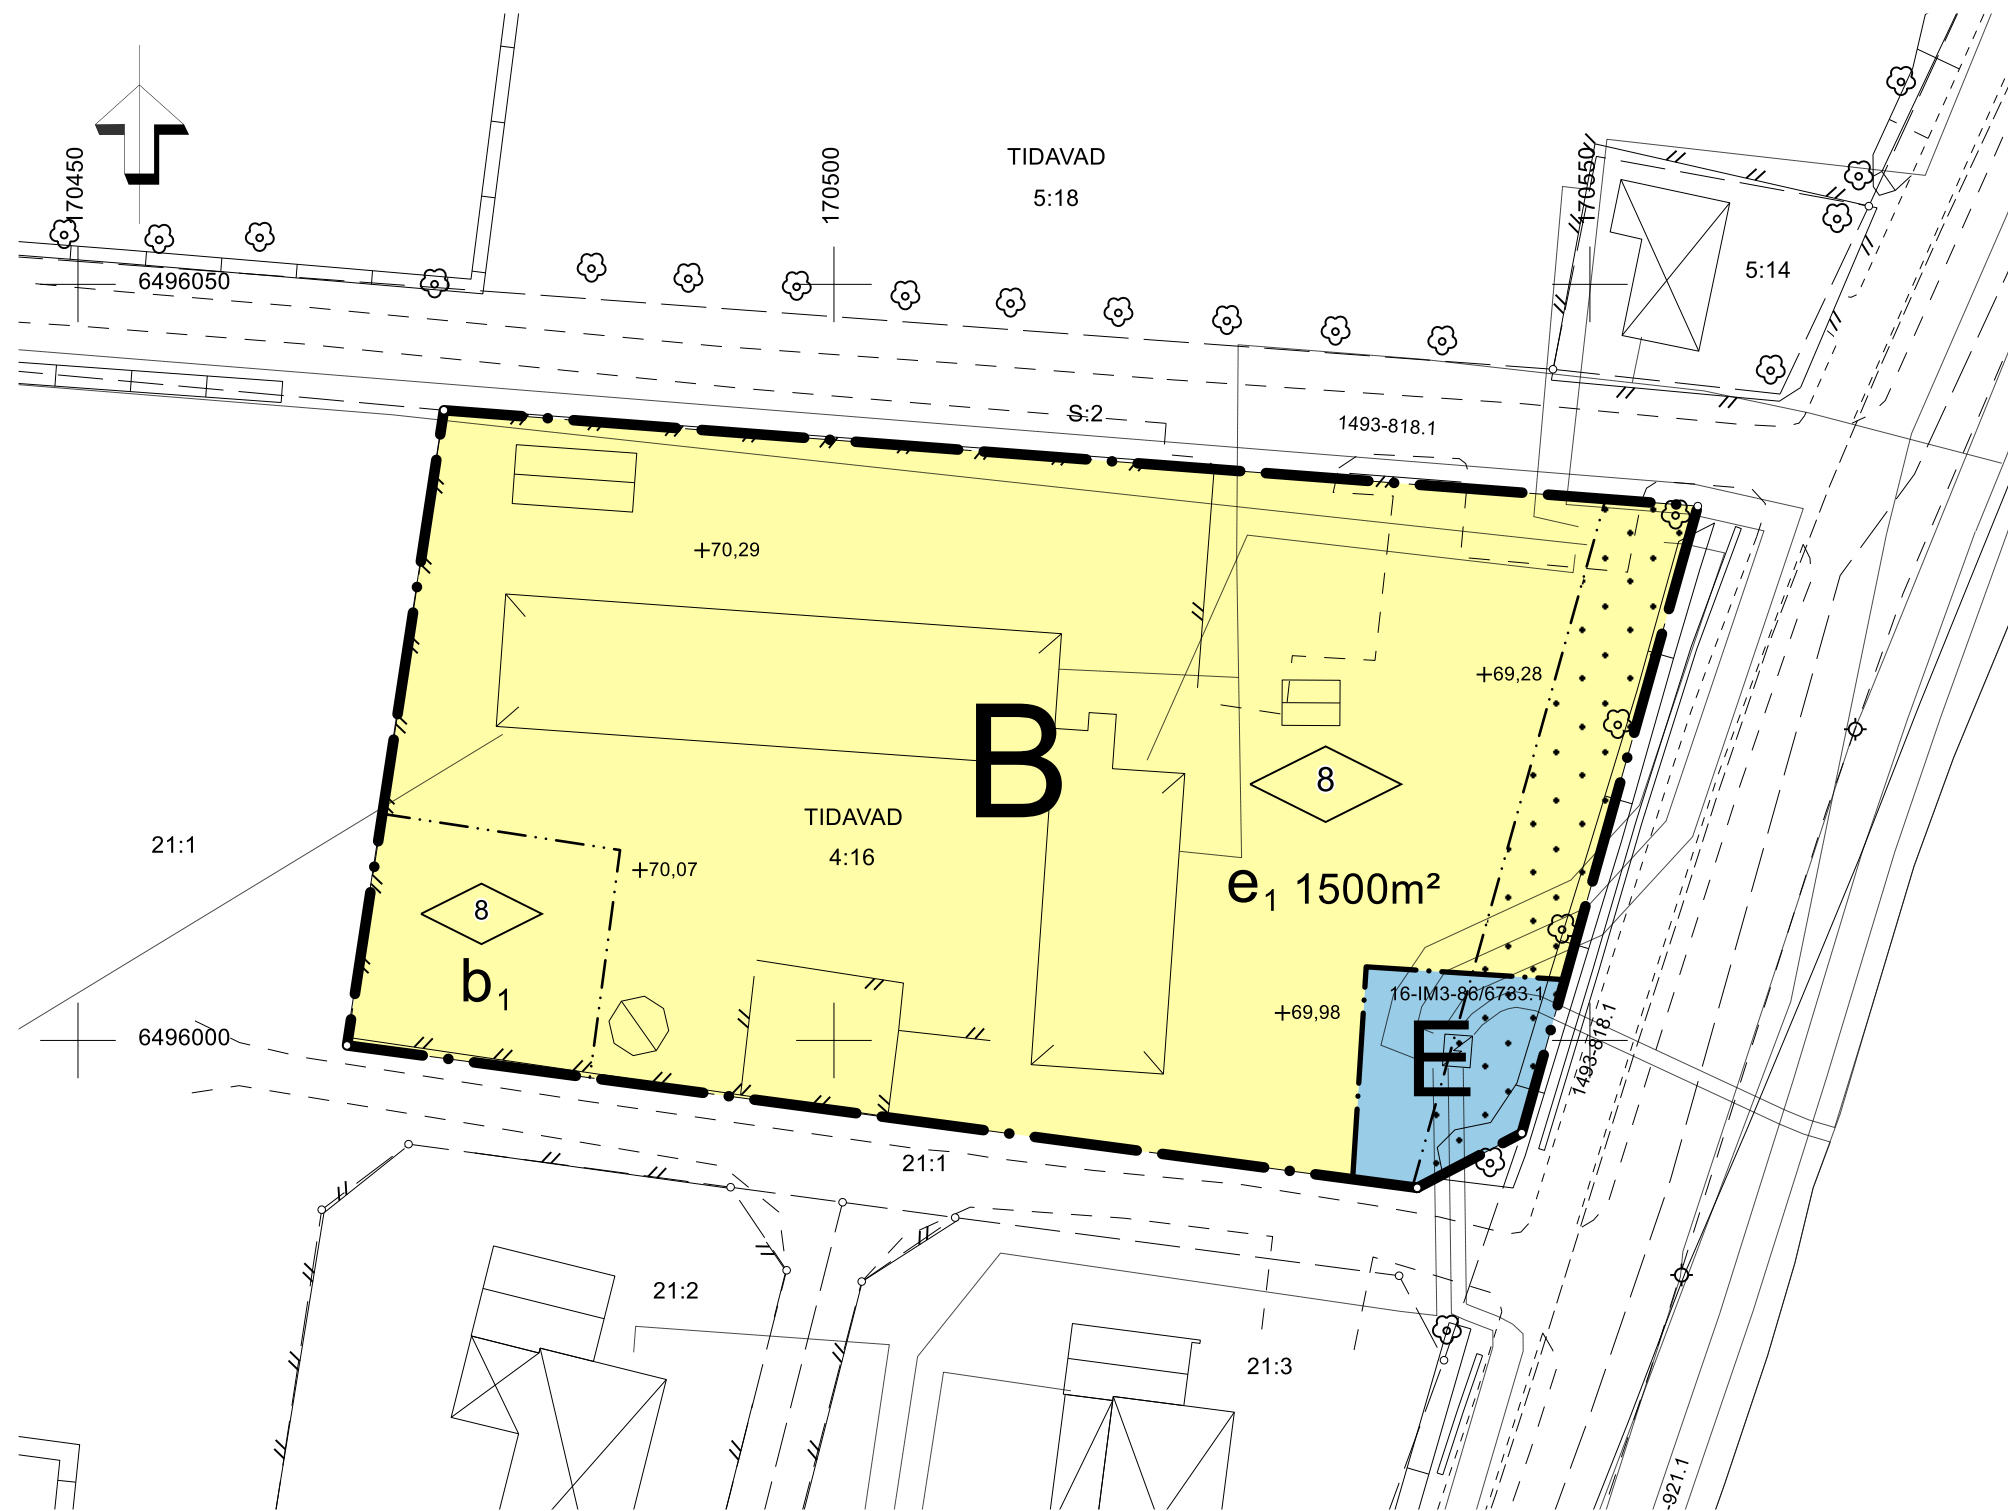 170450
170500
170550
TIDAVAD
5:18
5:14
6496050
S:2
1493-818.1
+70,29
+69,28
B
8
TIDAVAD
4:16
21:1
+70,07
e1 1500m²
8
b1
16-IM3-86/6783.1
+69,98
E
1493-818.1
6496000
21:1
21:2
21:3
921.1